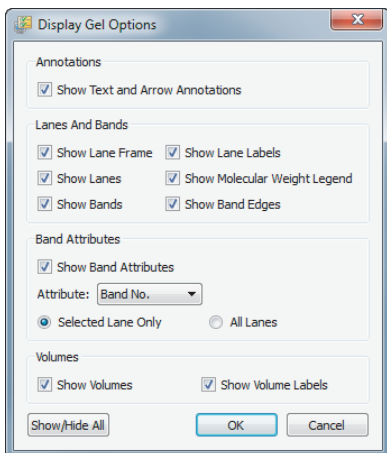 Display Gel Options
Annotations
Show Text and Arrow Annotations
Lanes And Bands
Show Lane Frame Show Lane Labels
Show Lanes Show Molecular Weight Legend
Show Bands Show Band Edges
Band Attributes
Show Band Attributes
Attribute: Band No.
Selected Lane Only All Lanes
Volumes
Show Volumes Show Volume Labels
Show/Hide All OK Cancel